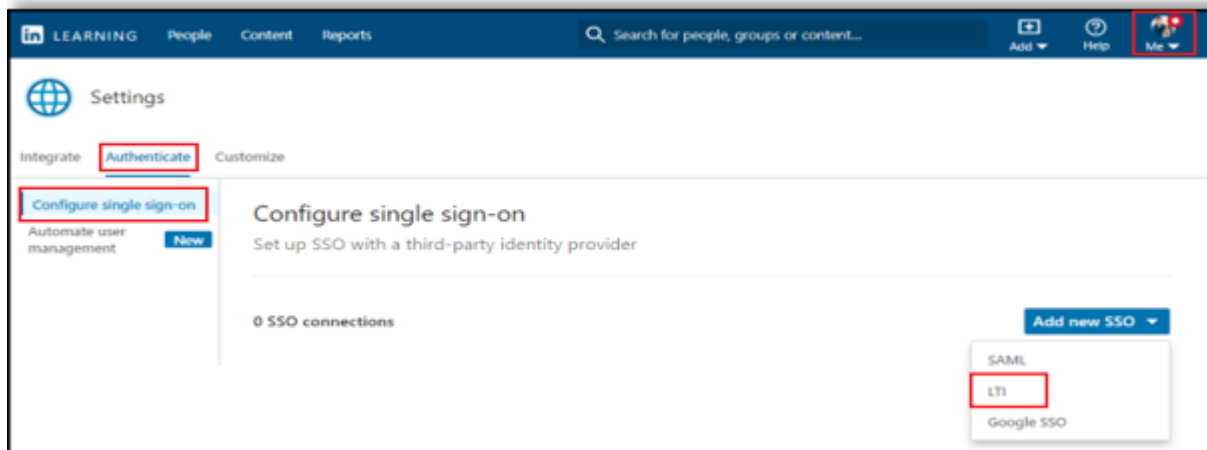 in LEARNING People Content Reports Search for people, groups or content... Add Help Me
Settings
Integrate Authenticate Customize
Configure single sign-on
Automate user
management New
Configure single sign-on
Set up SSO with a third-party identity provider
0 SSO connections Add new SSO
SAML
LTI
Google SSO